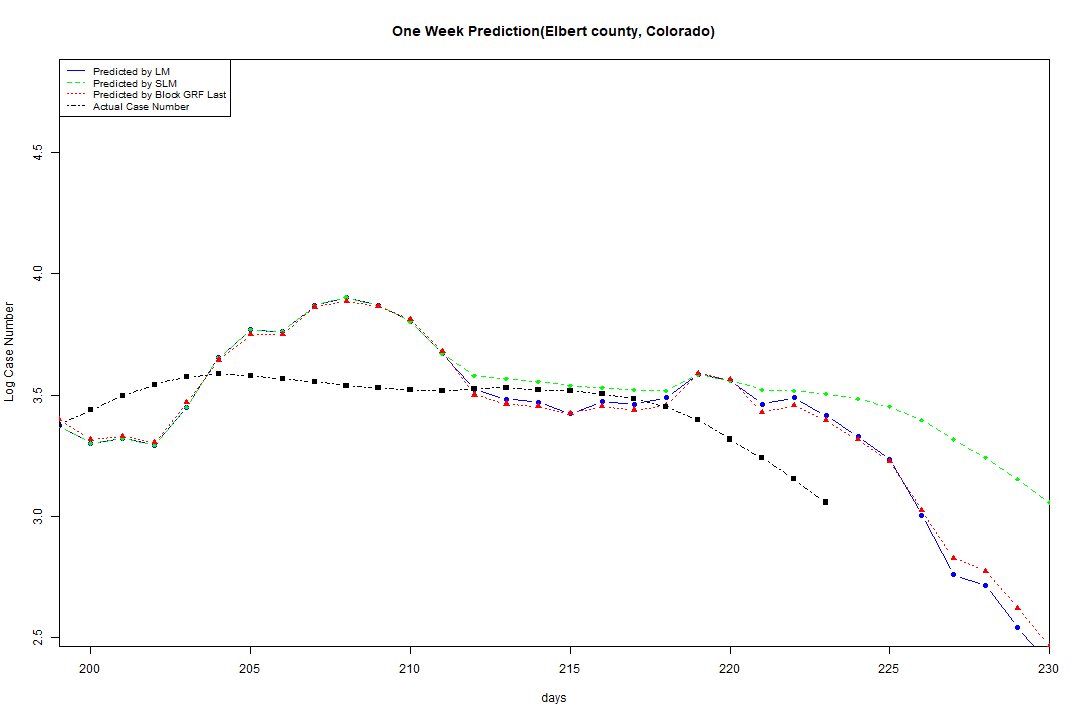 One Week Prediction(Elbert county, Colorado)
Predicted by LM
Predicted by SLM
Predicted by Block GRF Last
Actual Case Number
4.5
4.0
3.5
3.0
2.5
Log Case Number
200 205 210 215 220 225 230
days